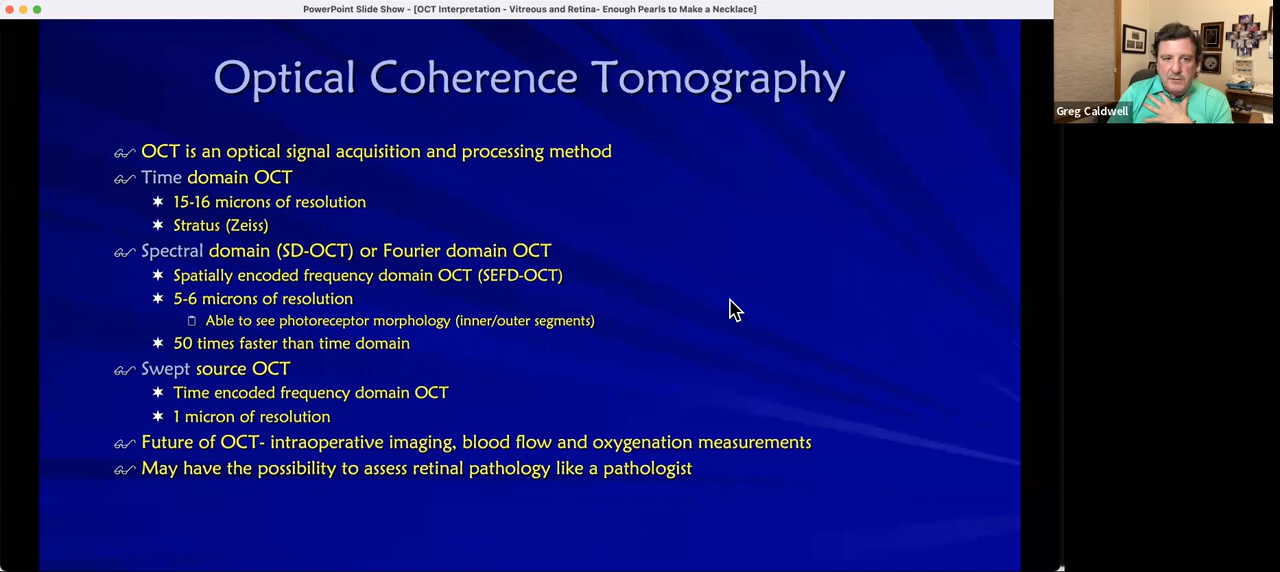 PowerPoint Slide Show - [OCT Interpretation - Vitreous and Retina- Enough Pearls to Make a Necklace]
Greg Caldwell
Optical Coherence Tomography
OCT is an optical signal acquisition and processing method
Time domain OCT
15-16 microns of resolution
Stratus (Zeiss)
Spectral domain (SD-OCT) or Fourier domain OCT
Spatially encoded frequency domain OCT (SEFD-OCT)
5-6 microns of resolution
Able to see photoreceptor morphology (inner/outer segments)
50 times faster than time domain
Swept source OCT
Time encoded frequency domain OCT
1 micron of resolution
Future of OCT- intraoperative imaging, blood flow and oxygenation measurements
May have the possibility to assess retinal pathology like a pathologist